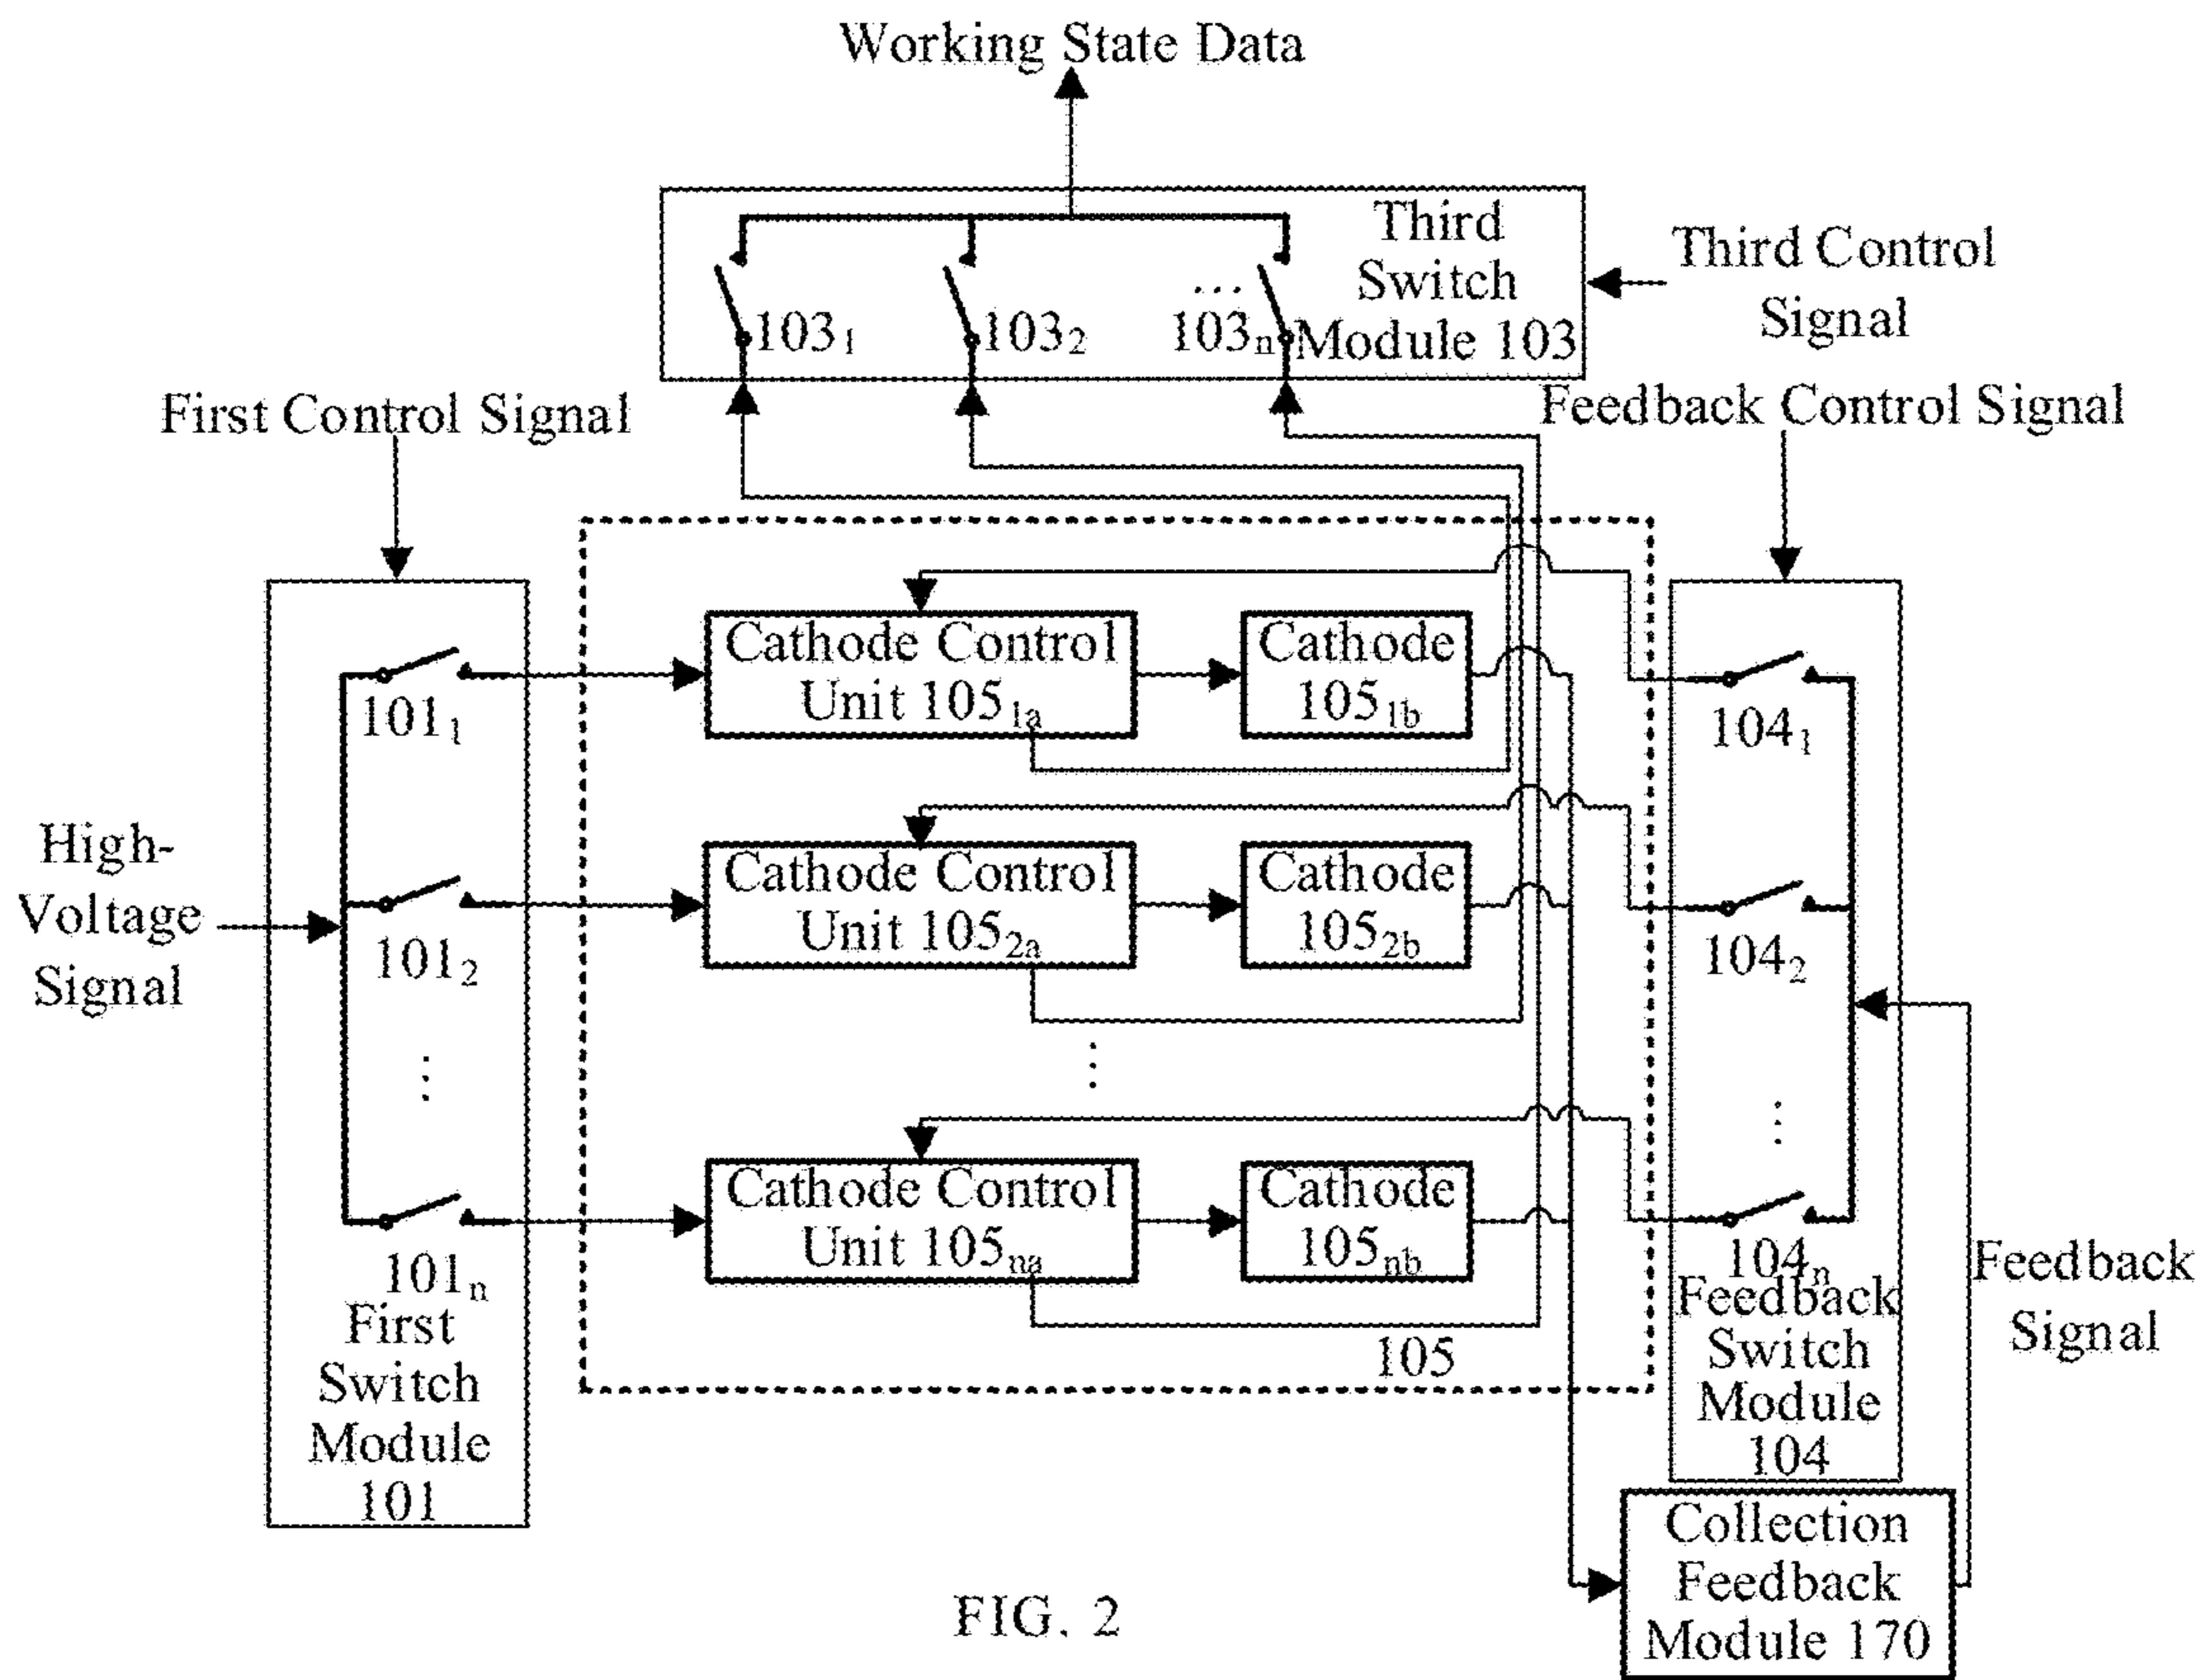 Working State Data
Third
Switch
Module 103
103₁
103₂
...
103ₙ
Third Control
Signal
First Control Signal
Feedback Control Signal
High-
Voltage
Signal
101₁
101₂
⋮
101ₙ
First
Switch
Module
101
Cathode Control
Unit 105₁ₐ
Cathode
105₁b
Cathode Control
Unit 105₂ₐ
Cathode
105₂b
⋮
Cathode Control
Unit 105ₙₐ
Cathode
105ₙb
105
104₁
104₂
⋮
104ₙ
Feedback
Switch
Module
104
Feedback
Signal
Collection
Feedback
Module 170
FIG. 2